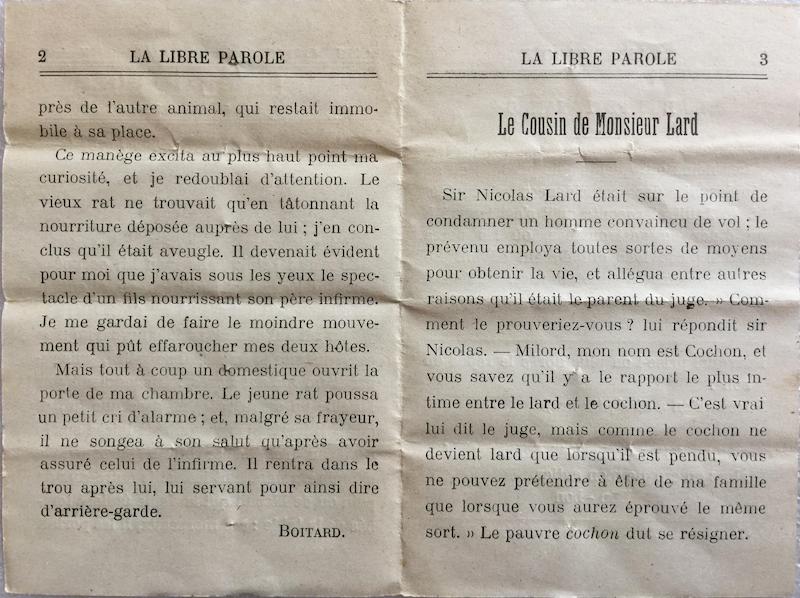 2 LA LIBRE PAROLE
près de l'autre animal, qui restait immo-
bile à sa place.
Ce manège excita au plus haut point ma
curiosité, et je redoublai d'attention. Le
vieux rat ne trouvait qu'en tâtonnant la
nourriture déposée auprès de lui ; j'en con-
clus qu'il était aveugle. Il devenait évident
pour moi que j'avais sous les yeux le spec-
tacle d'un fils nourrissant son père infirme.
Je me gardai de faire le moindre mouve-
ment qui pût effaroucher mes deux hôtes.
Mais tout à coup un domestique ouvrit la
porte de ma chambre. Le jeune rat poussa
un petit cri d'alarme ; et, malgré sa frayeur,
il ne songea à son salut qu'après avoir
assuré celui de l'infirme. Il rentra dans le
trou après lui, lui servant pour ainsi dire
d'arrière-garde.
BOITARD.
LA LIBRE PAROLE 3
Le Cousin de Monsieur Lard
Sir Nicolas Lard était sur le point de
condamner un homme convaincu de vol ; le
prévenu employa toutes sortes de moyens
pour obtenir la vie, et allégua entre autres
raisons qu'il était le parent du juge. » Com-
ment le prouveriez-vous ? lui répondit sir
Nicolas. — Milord, mon nom est Cochon, et
vous savez qu'il y a le rapport le plus in-
time entre le lard et le cochon. — C'est vrai
lui dit le juge, mais comme le cochon ne
devient lard que lorsqu'il est pendu, vous
ne pouvez prétendre à être de ma famille
que lorsque vous aurez éprouvé le même
sort. » Le pauvre cochon dut se résigner.